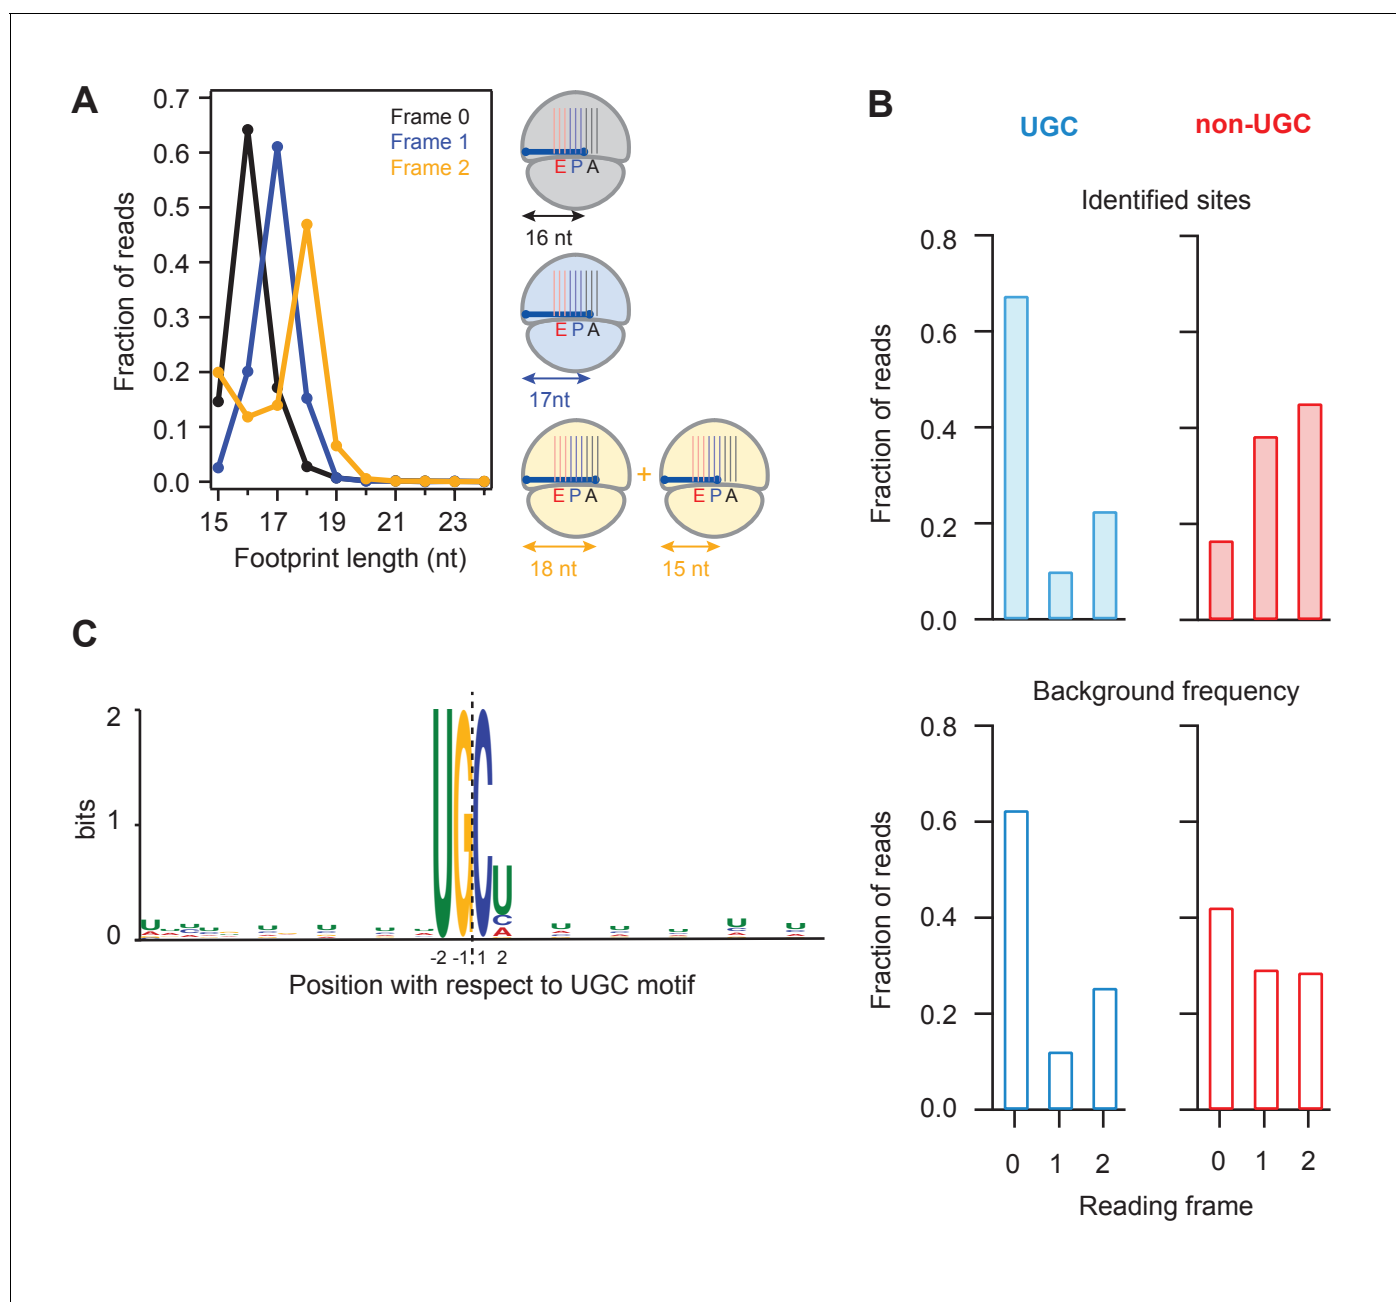 A
0.7
0.6
0.5
0.4
0.3
0.2
0.1
0.0
Fraction of reads
Frame 0
Frame 1
Frame 2
15 17 19 21 23
Footprint length (nt)
E P A
16 nt
E P A
17nt
E P A + E P A
18 nt 15 nt
B
UGC non-UGC
Identified sites
0.8
0.6
0.4
0.2
0.0
Fraction of reads
Background frequency
0.8
0.6
0.4
0.2
0.0
Fraction of reads
0 1 2 0 1 2
Reading frame
C
2
1
0
bits
UGCU
C
A
-2 -1 1 2
Position with respect to UGC motif